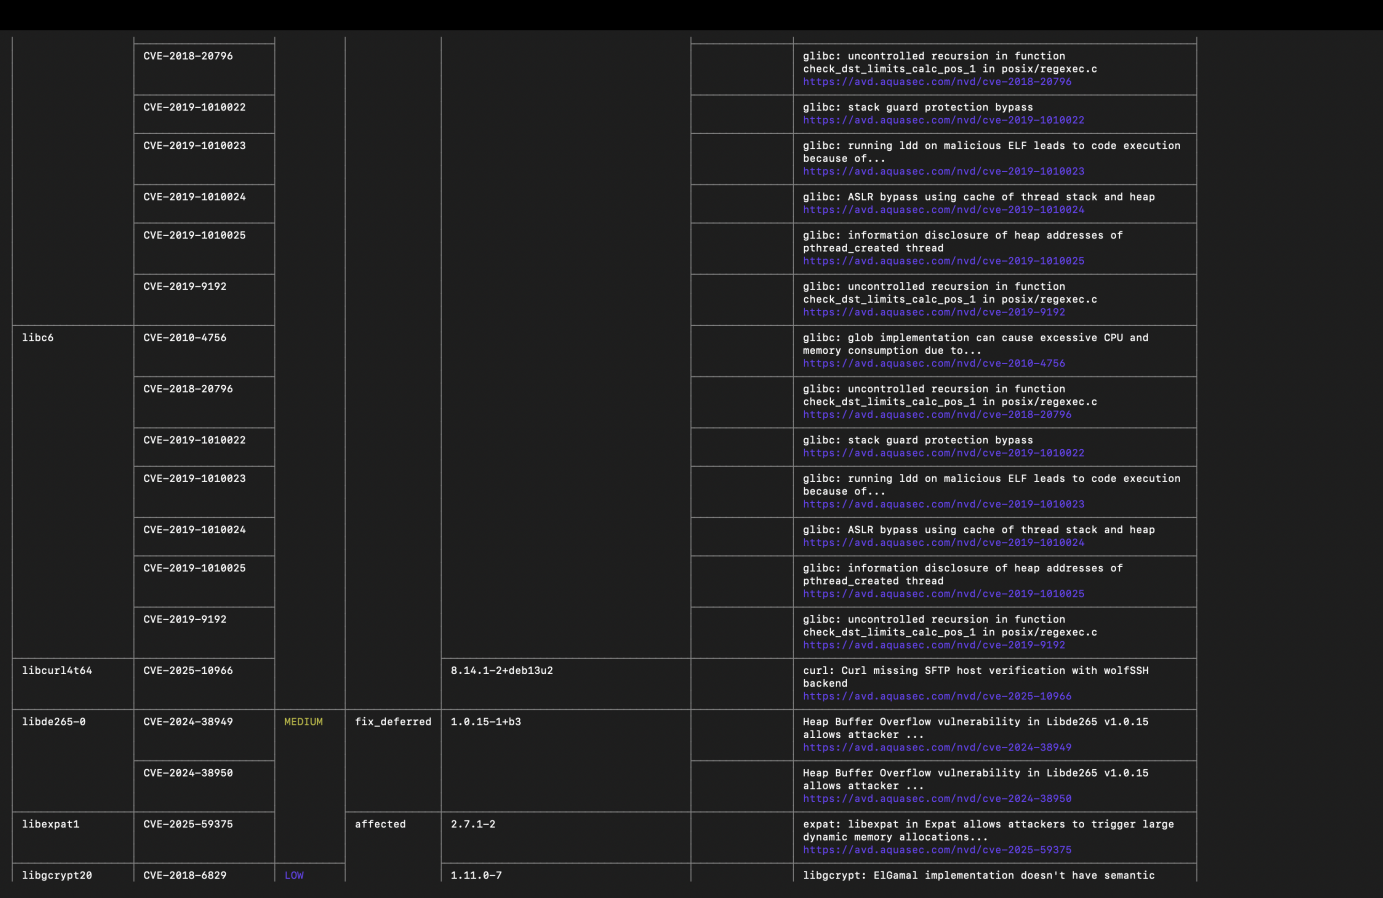 CVE-2018-20796 glibc: uncontrolled recursion in function
check_dst_limits_calc_pos_1 in posix/regexec.c
https://avd.aquasec.com/nvd/cve-2018-20796
CVE-2019-1010022 glibc: stack guard protection bypass
https://avd.aquasec.com/nvd/cve-2019-1010022
CVE-2019-1010023 glibc: running ldd on malicious ELF leads to code execution
because of...
https://avd.aquasec.com/nvd/cve-2019-1010023
CVE-2019-1010024 glibc: ASLR bypass using cache of thread stack and heap
https://avd.aquasec.com/nvd/cve-2019-1010024
CVE-2019-1010025 glibc: information disclosure of heap addresses of
pthread_created thread
https://avd.aquasec.com/nvd/cve-2019-1010025
CVE-2019-9192 glibc: uncontrolled recursion in function
check_dst_limits_calc_pos_1 in posix/regexec.c
https://avd.aquasec.com/nvd/cve-2019-9192
libc6 CVE-2010-4756 glibc: glob implementation can cause excessive CPU and
memory consumption due to...
https://avd.aquasec.com/nvd/cve-2010-4756
CVE-2018-20796 glibc: uncontrolled recursion in function
check_dst_limits_calc_pos_1 in posix/regexec.c
https://avd.aquasec.com/nvd/cve-2018-20796
CVE-2019-1010022 glibc: stack guard protection bypass
https://avd.aquasec.com/nvd/cve-2019-1010022
CVE-2019-1010023 glibc: running ldd on malicious ELF leads to code execution
because of...
https://avd.aquasec.com/nvd/cve-2019-1010023
CVE-2019-1010024 glibc: ASLR bypass using cache of thread stack and heap
https://avd.aquasec.com/nvd/cve-2019-1010024
CVE-2019-1010025 glibc: information disclosure of heap addresses of
pthread_created thread
https://avd.aquasec.com/nvd/cve-2019-1010025
CVE-2019-9192 glibc: uncontrolled recursion in function
check_dst_limits_calc_pos_1 in posix/regexec.c
https://avd.aquasec.com/nvd/cve-2019-9192
libcurl4t64 CVE-2025-10966 8.14.1-2+deb13u2 curl: Curl missing SFTP host verification with wolfSSH
backend
https://avd.aquasec.com/nvd/cve-2025-10966
libde265-0 CVE-2024-38949 MEDIUM fix_deferred 1.0.15-1+b3 Heap Buffer Overflow vulnerability in Libde265 v1.0.15
allows attacker ...
https://avd.aquasec.com/nvd/cve-2024-38949
CVE-2024-38950 Heap Buffer Overflow vulnerability in Libde265 v1.0.15
allows attacker ...
https://avd.aquasec.com/nvd/cve-2024-38950
libexpat1 CVE-2025-59375 affected 2.7.1-2 expat: libexpat in Expat allows attackers to trigger large
dynamic memory allocations...
https://avd.aquasec.com/nvd/cve-2025-59375
libgcrypt20 CVE-2018-6829 LOW 1.11.0-7 libgcrypt: ElGamal implementation doesn't have semantic